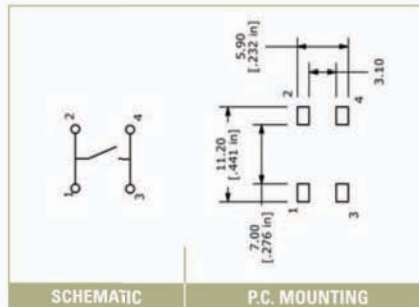 5.90
[.232 in]
3.10
2
4
2
4
11.20
[.441 in]
1
3
1
3
7.00
[.276 in]
SCHEMATIC
P.C. MOUNTING